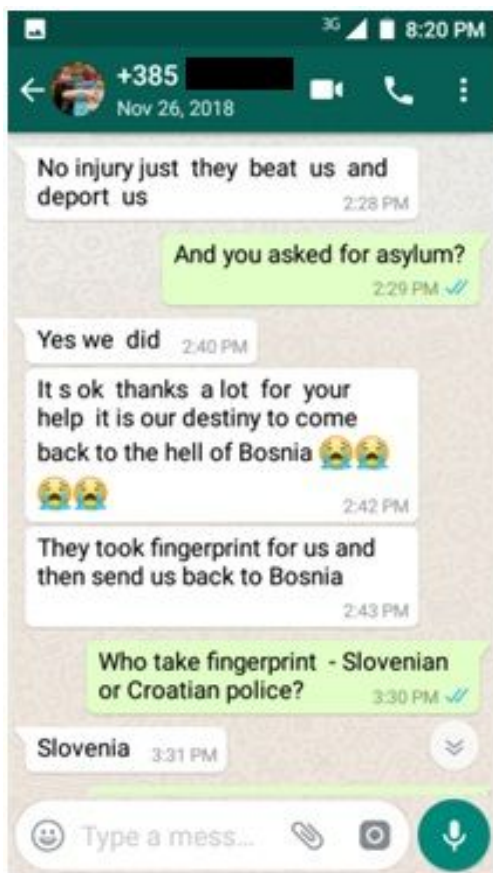 3G 8:20 PM
+385
Nov 26, 2018
No injury just they beat us and
deport us
2:28 PM
And you asked for asylum?
2:29 PM
Yes we did 2:40 PM
It s ok thanks a lot for your
help it is our destiny to come
back to the hell of Bosnia 😭😭
😭😭
2:42 PM
They took fingerprint for us and
then send us back to Bosnia
2:43 PM
Who take fingerprint - Slovenian
or Croatian police? 3:30 PM
Slovenia 3:31 PM
Type a mess...